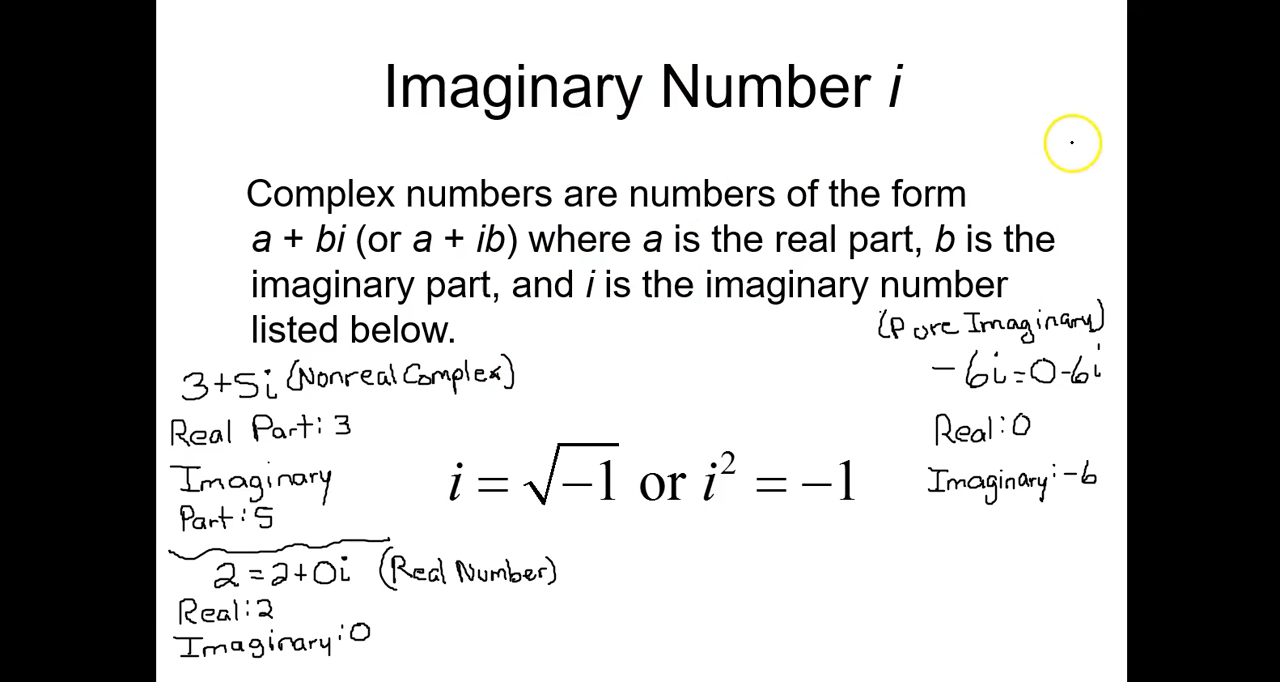 Imaginary Number i
Complex numbers are numbers of the form
a + bi (or a + ib) where a is the real part, b is the
imaginary part, and i is the imaginary number
listed below.
3+5i (Nonreal Complex)
Real Part: 3
Imaginary
Part: 5
2 = 2+0i (Real Number)
Real: 2
Imaginary: 0
i = √−1 or i² = −1
(Pure Imaginary)
-6i = 0-6i
Real: 0
Imaginary: -6